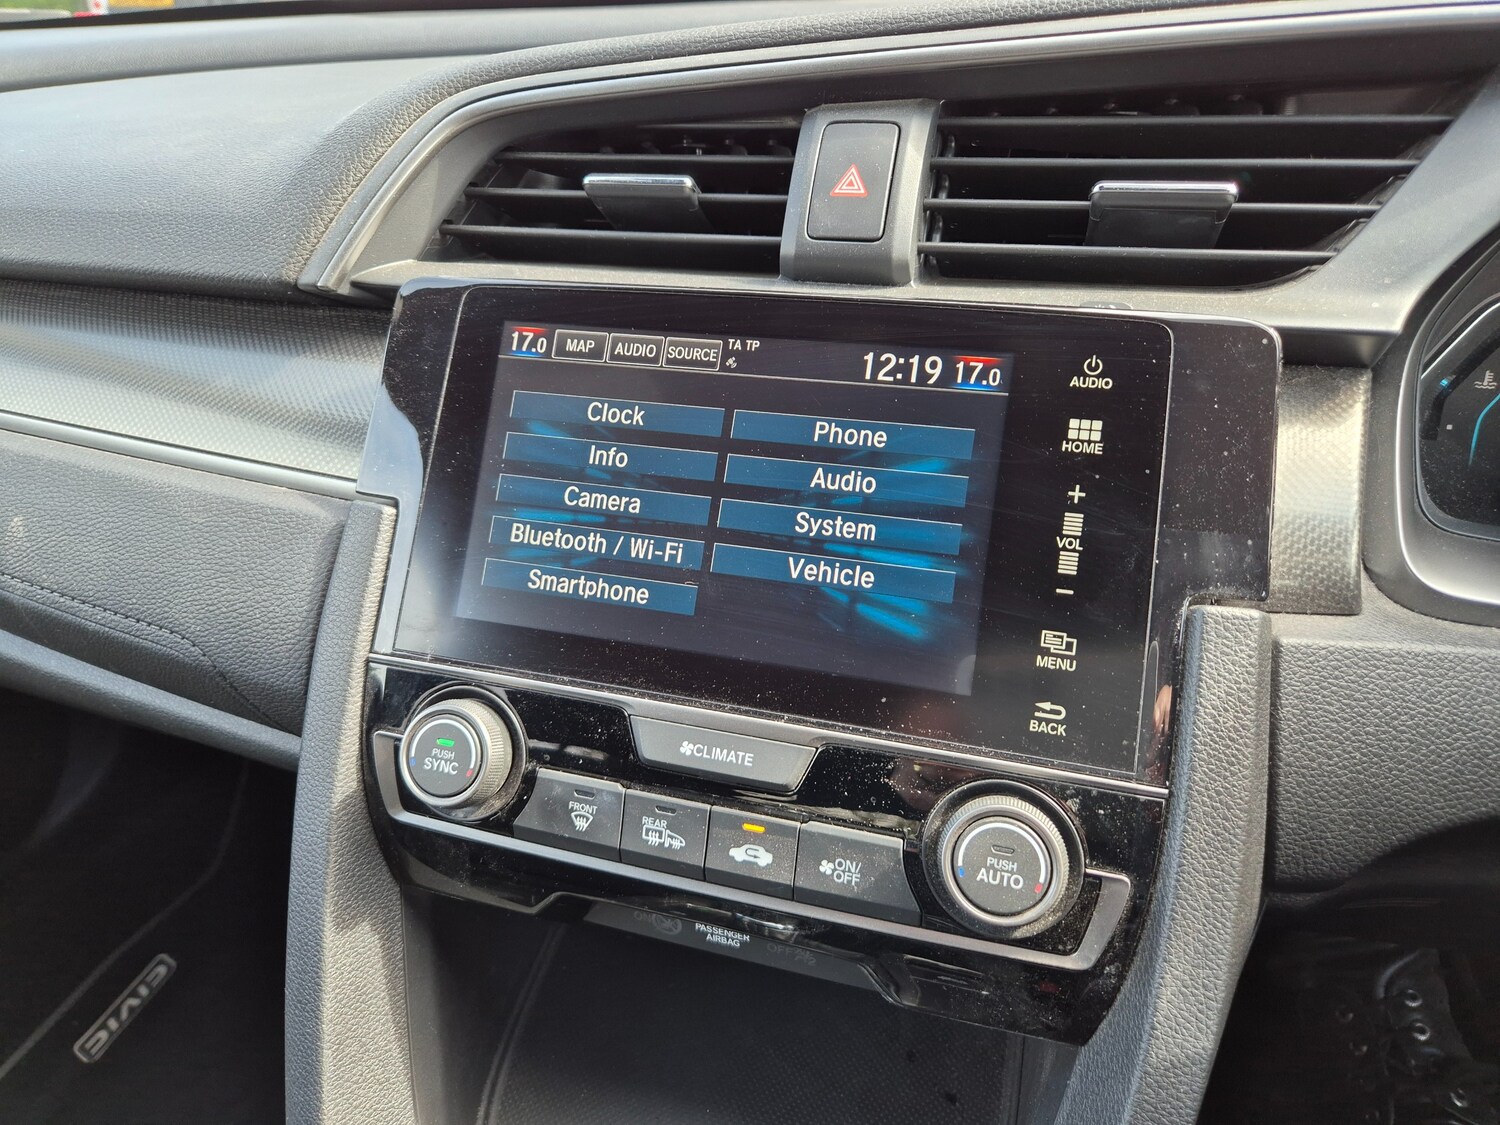 17.0 MAP AUDIO SOURCE TA TP 12:19 17.0
Clock
Phone
Info
Audio
Camera
System
Bluetooth / Wi-Fi
Vehicle
Smartphone
AUDIO
HOME
+
VOL
−
MENU
BACK
CLIMATE
PUSH
SYNC
FRONT
REAR
ON/
OFF
PUSH
AUTO
PASSENGER
AIRBAG
ON
OFF
CIVIC